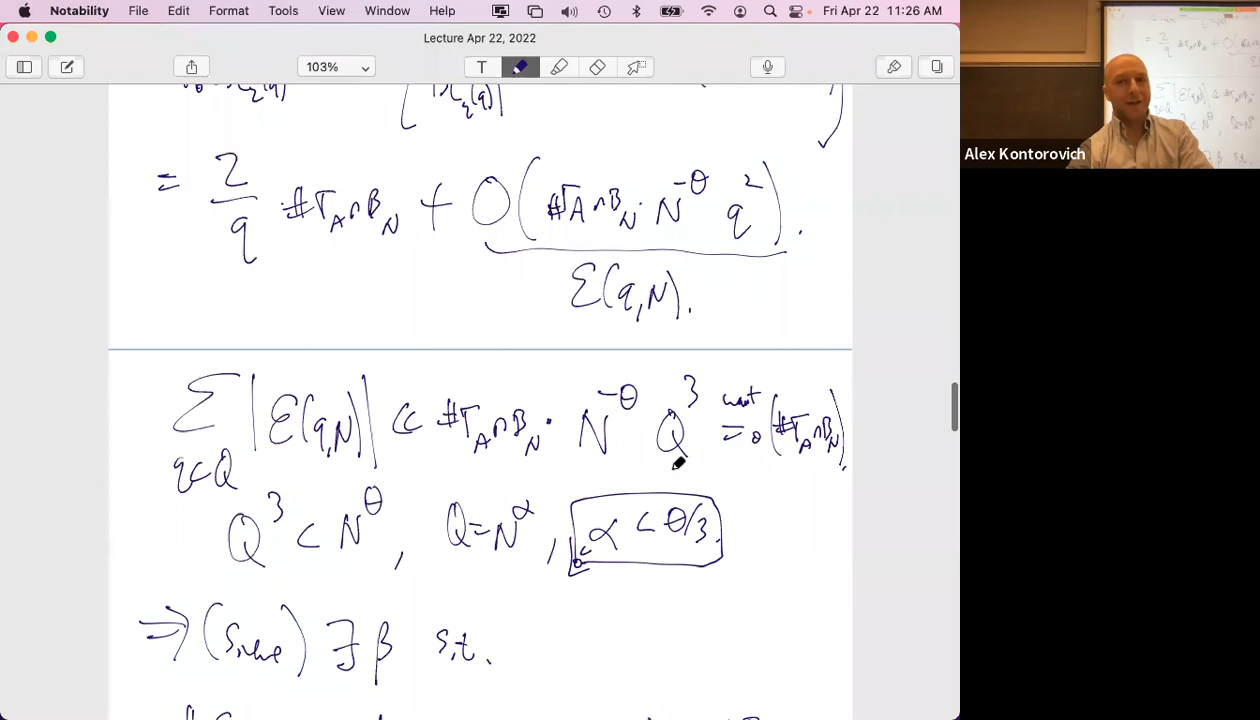 Notability File Edit Format Tools View Window Help Fri Apr 22 11:26 AM
Lecture Apr 22, 2022
103% T
Alex Kontorovich
= 2/q · #Γ_A∩B_N + O(#Γ_A∩B_N · N^{-θ} q^2).
ℰ(q,N).
Σ_{q<Q} |ℰ(q,N)| ≪ #Γ_A∩B_N · N^{-θ} Q^3 want = o(#Γ_A∩B_N).
Q^3 < N^θ, Q=N^α, α < θ/3.
⇒ (Sieve) ∃ β s.t.